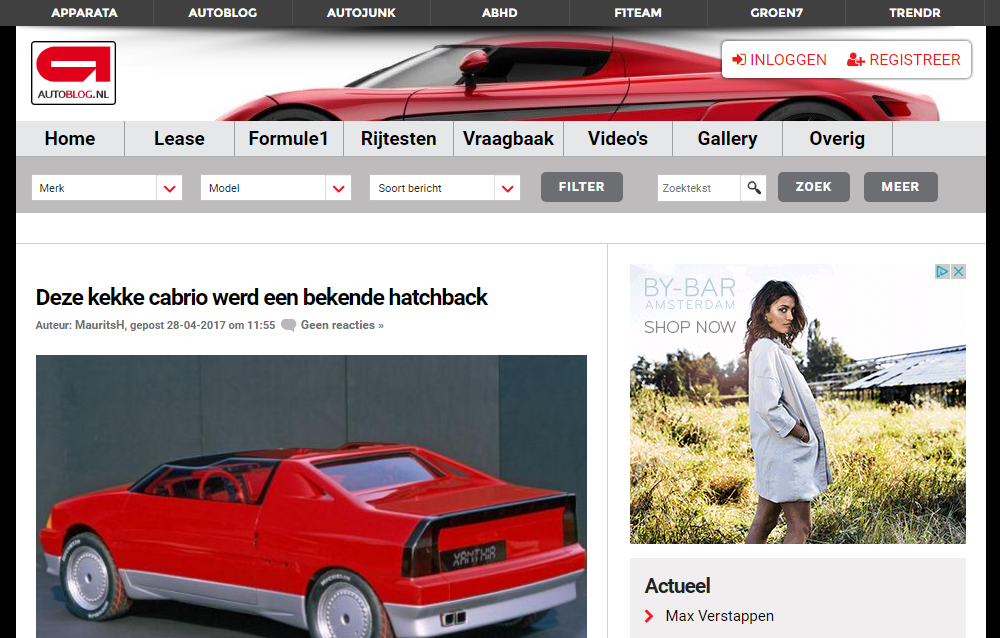 APPARATA AUTOBLOG AUTOJUNK ABHD F1TEAM GROEN7 TRENDR
AUTOBLOG.NL
INLOGGEN REGISTREER
Home Lease Formule1 Rijtesten Vraagbaak Video's Gallery Overig
Merk Model Soort bericht FILTER Zoektekst ZOEK MEER
Deze kekke cabrio werd een bekende hatchback
Auteur: MauritsH, gepost 28-04-2017 om 11:55 Geen reacties »
XANTHIA
BY-BAR
AMSTERDAM
SHOP NOW
Actueel
Max Verstappen